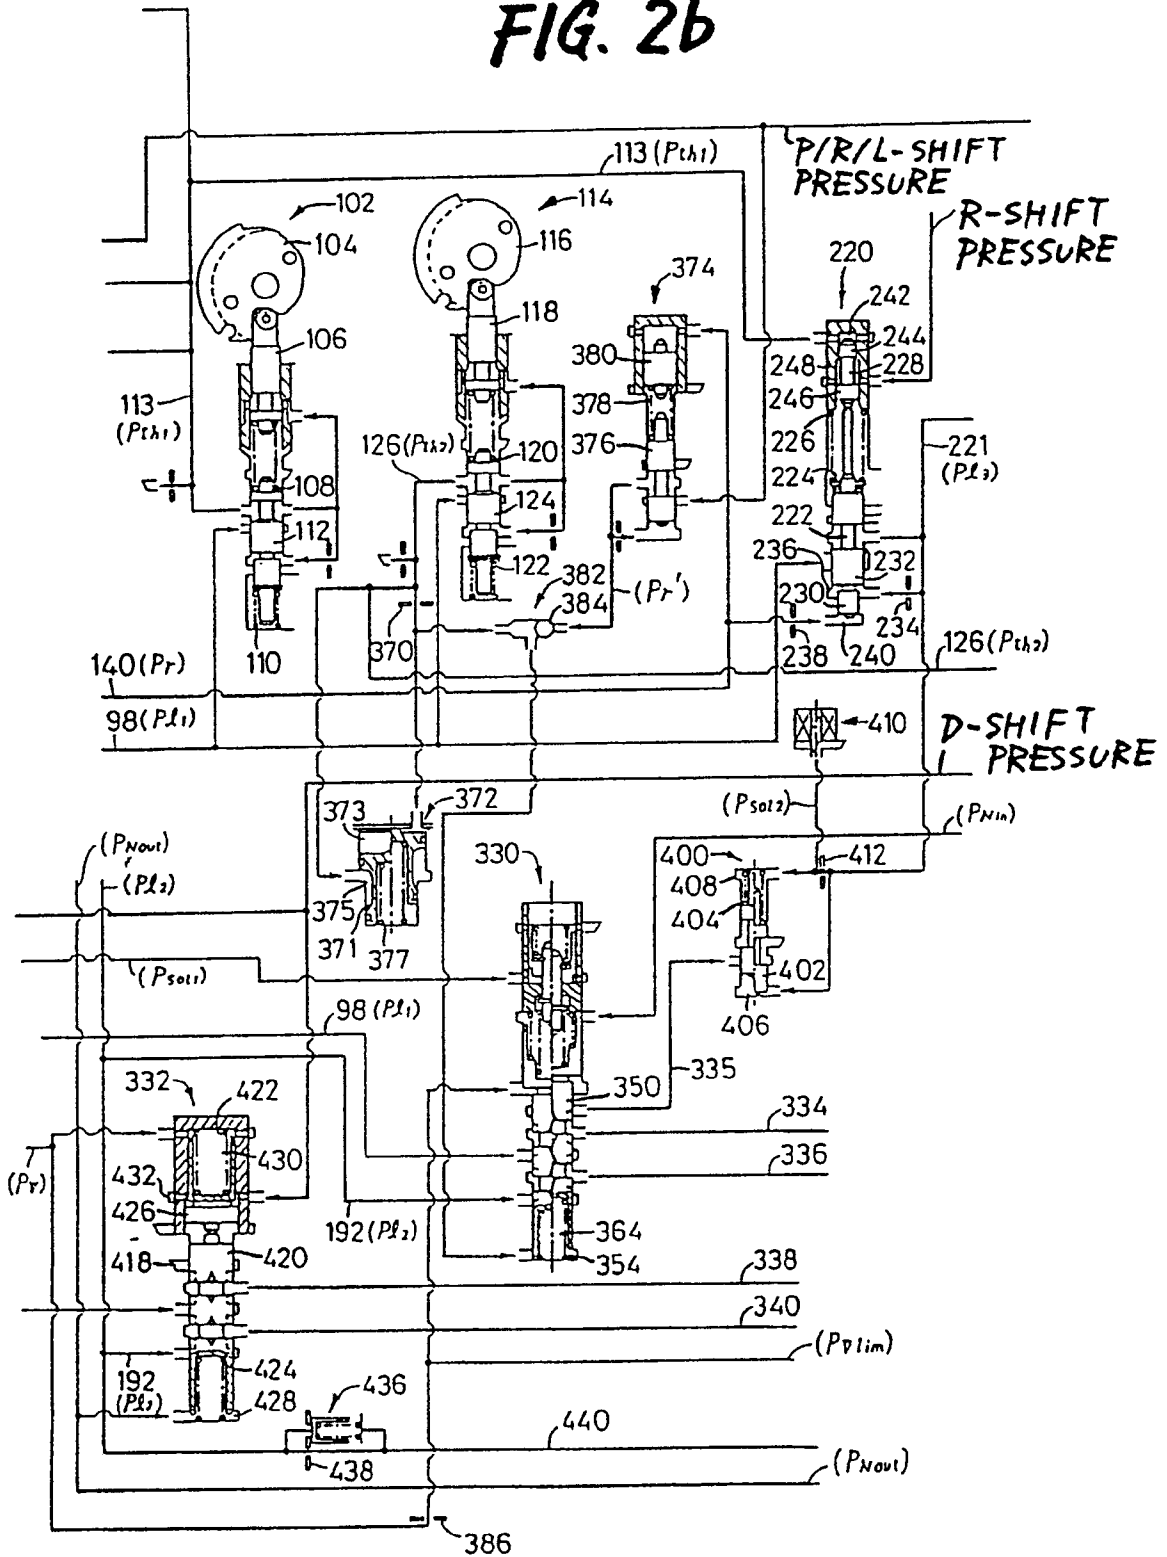 FIG. 2b
113 (Pth1)
P/R/L-SHIFT
PRESSURE
R-SHIFT
PRESSURE
102
104
106
113
(Pth1)
108
112
110
114
116
118
126 (Pth2)
120
124
122
374
380
378
376
220
242
244
248
228
246
226
224
222
236
232
230
234
238
240
221
(Pl3)
(Pr')
382
384
370
140 (Pr)
98 (Pl1)
126 (Pth2)
410
D-SHIFT
PRESSURE
(Psol2)
(PNin)
372
373
375
371
377
(PNout)
(Pl2)
(Psol1)
330
400
412
408
404
402
406
98 (Pl1)
335
350
334
336
332
422
430
432
426
(Pr)
192 (Pl2)
364
354
418
420
338
340
(PDlim)
424
192
(Pl2)
428
436
438
440
(PNout)
386